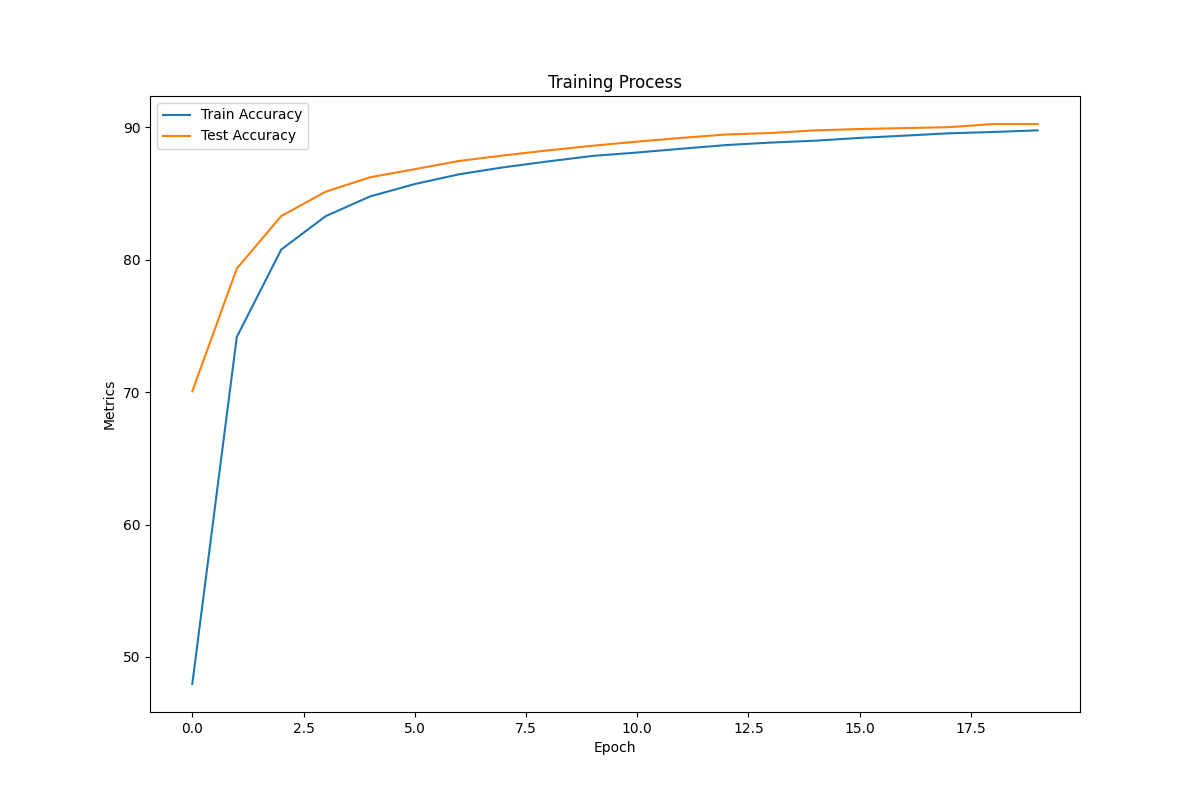 Training Process
Train Accuracy
Test Accuracy
90
80
70
60
50
Metrics
0.0 2.5 5.0 7.5 10.0 12.5 15.0 17.5
Epoch